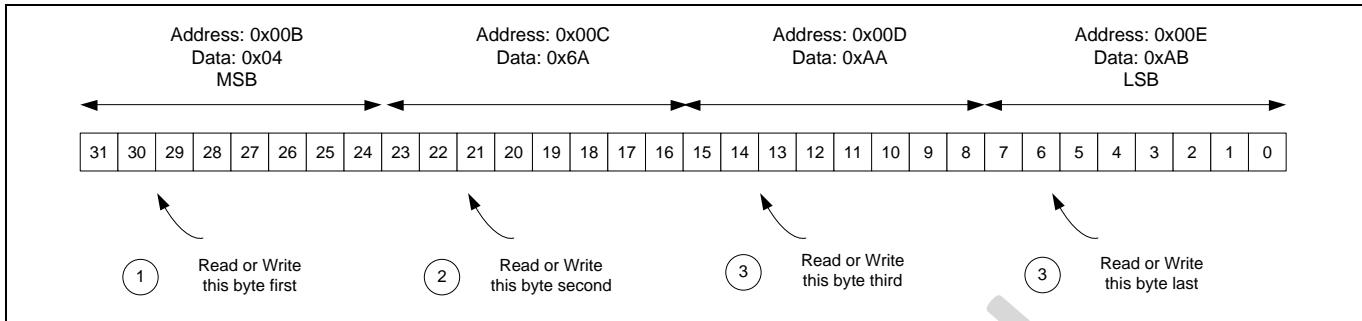 Address: 0x00B
Data: 0x04
MSB
Address: 0x00C
Data: 0x6A
Address: 0x00D
Data: 0xAA
Address: 0x00E
Data: 0xAB
LSB
31 30 29 28 27 26 25 24 23 22 21 20 19 18 17 16 15 14 13 12 11 10 9 8 7 6 5 4 3 2 1 0
1
Read or Write
this byte first
2
Read or Write
this byte second
3
Read or Write
this byte third
3
Read or Write
this byte last